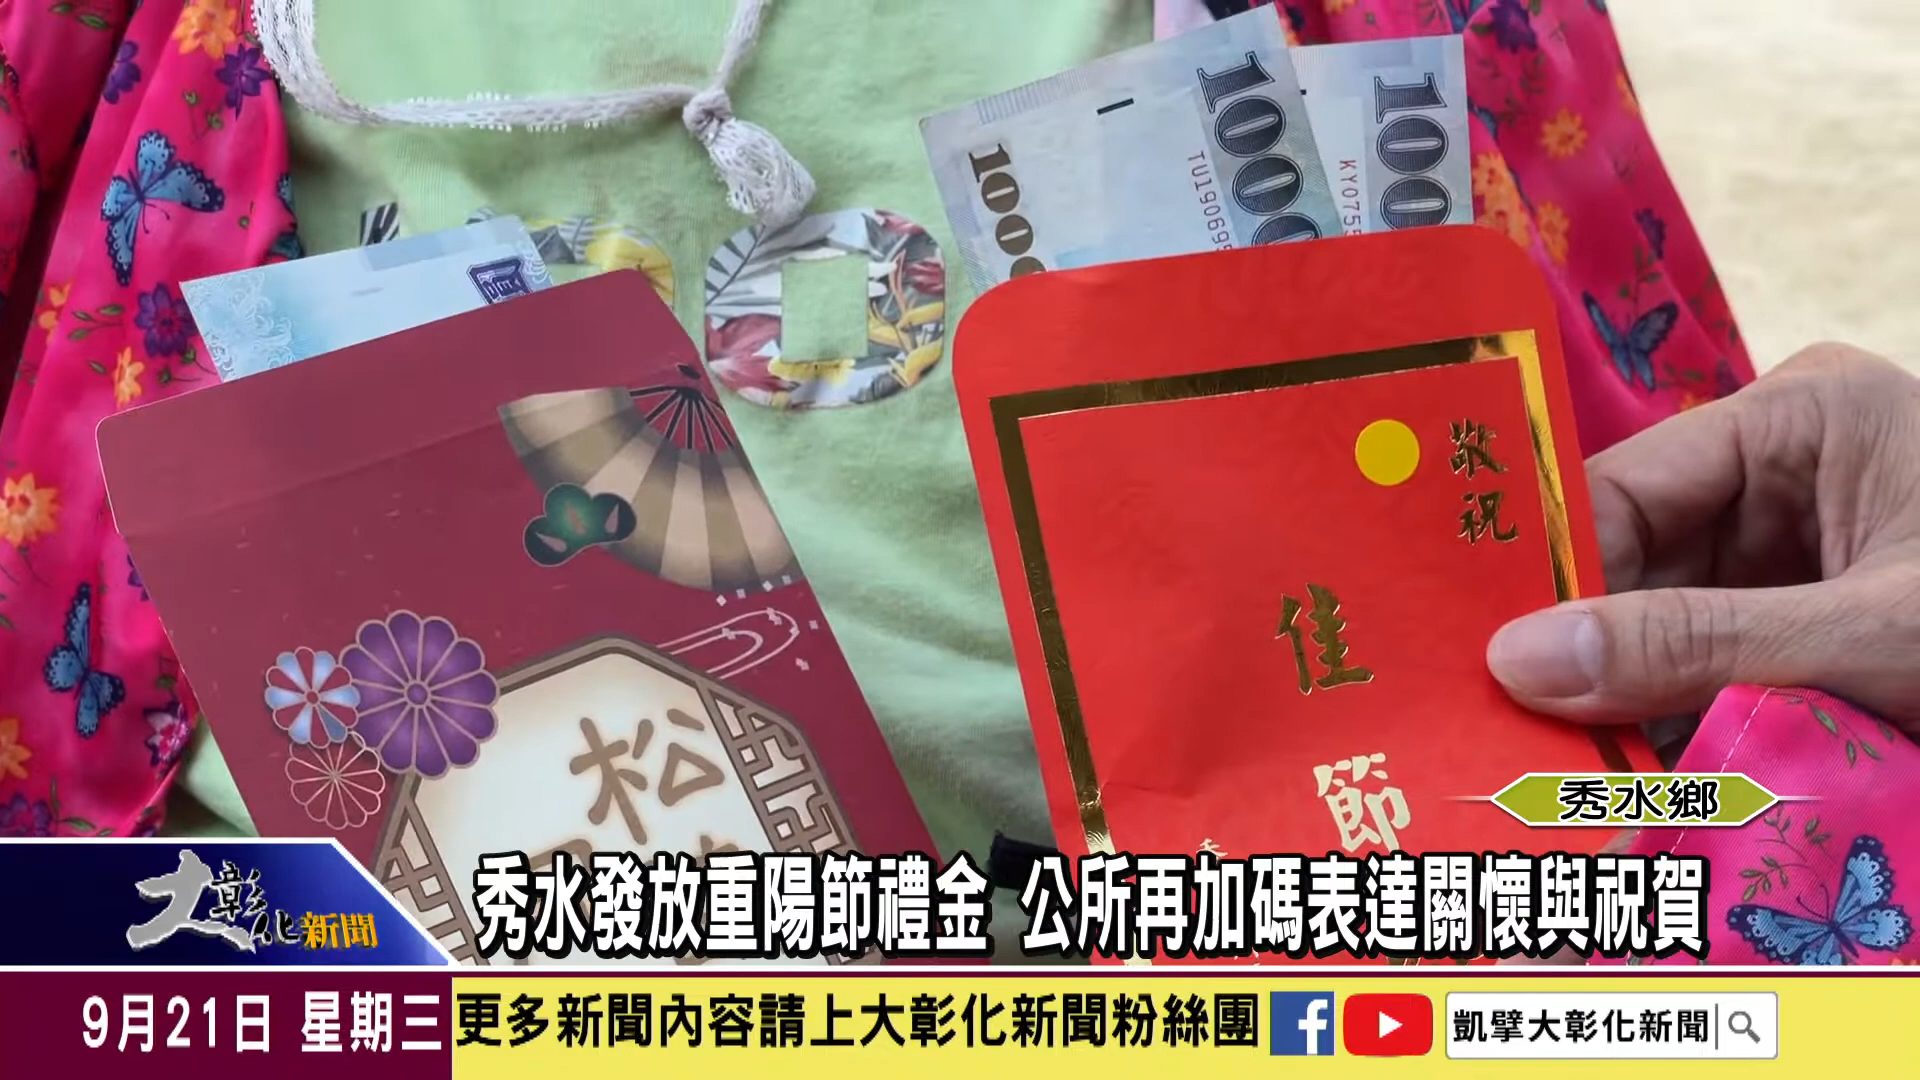 1000
1000
TU19069
100
KY0755
敬祝
佳節
松
秀水鄉
大彰化新聞
秀水發放重陽節禮金 公所再加碼表達關懷與祝賀
9月21日 星期三
更多新聞內容請上大彰化新聞粉絲團
凱擘大彰化新聞